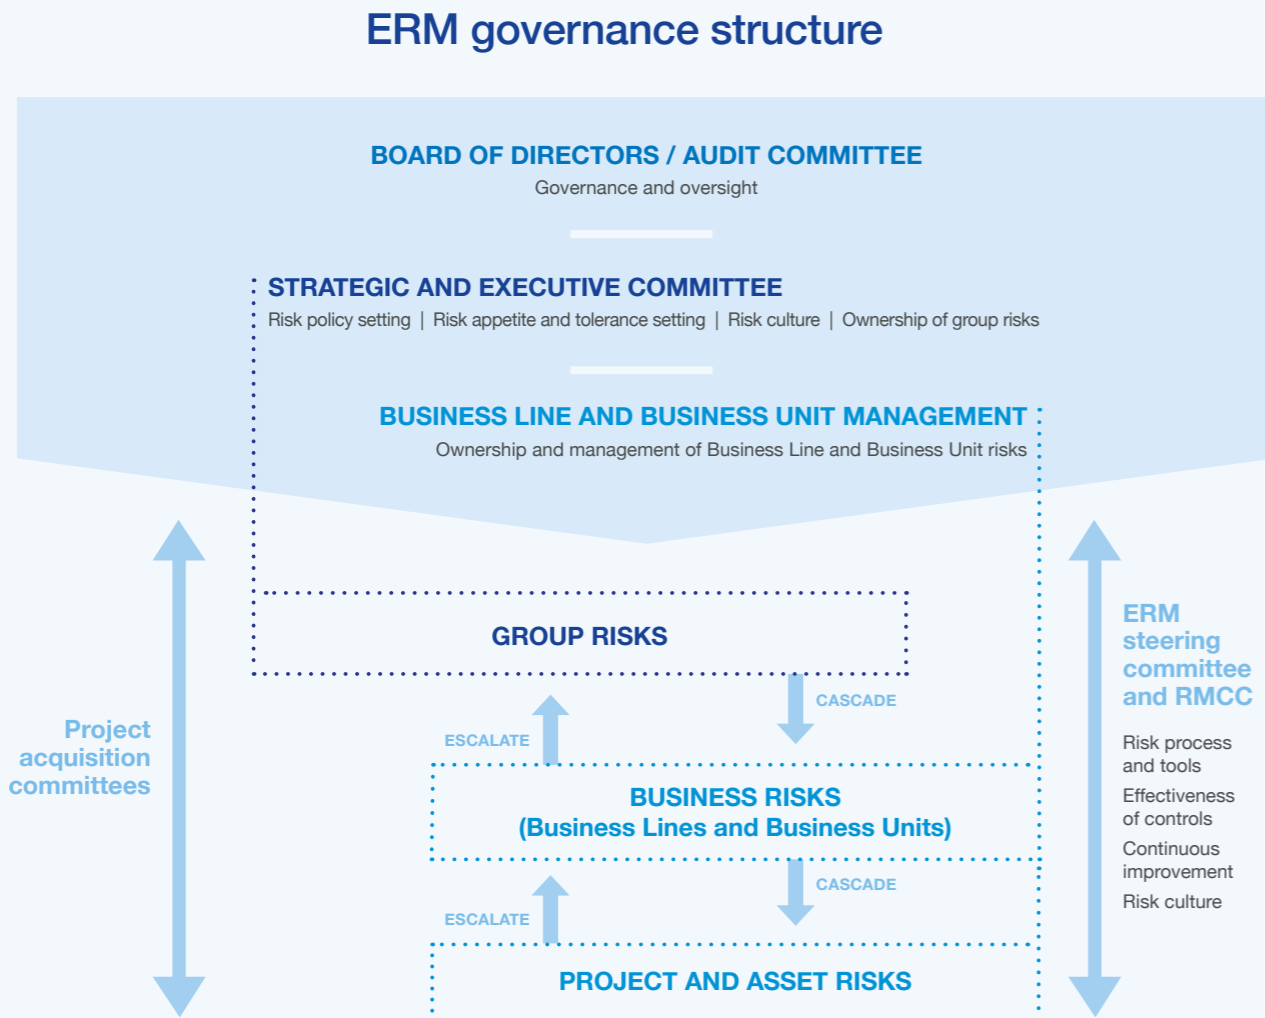 ERM governance structure
BOARD OF DIRECTORS / AUDIT COMMITTEE
Governance and oversight
STRATEGIC AND EXECUTIVE COMMITTEE
Risk policy setting | Risk appetite and tolerance setting | Risk culture | Ownership of group risks
BUSINESS LINE AND BUSINESS UNIT MANAGEMENT
Ownership and management of Business Line and Business Unit risks
Project
acquisition
committees
GROUP RISKS
ESCALATE
CASCADE
BUSINESS RISKS
(Business Lines and Business Units)
ESCALATE
CASCADE
PROJECT AND ASSET RISKS
ERM
steering
committee
and RMCC
Risk process
and tools
Effectiveness
of controls
Continuous
improvement
Risk culture